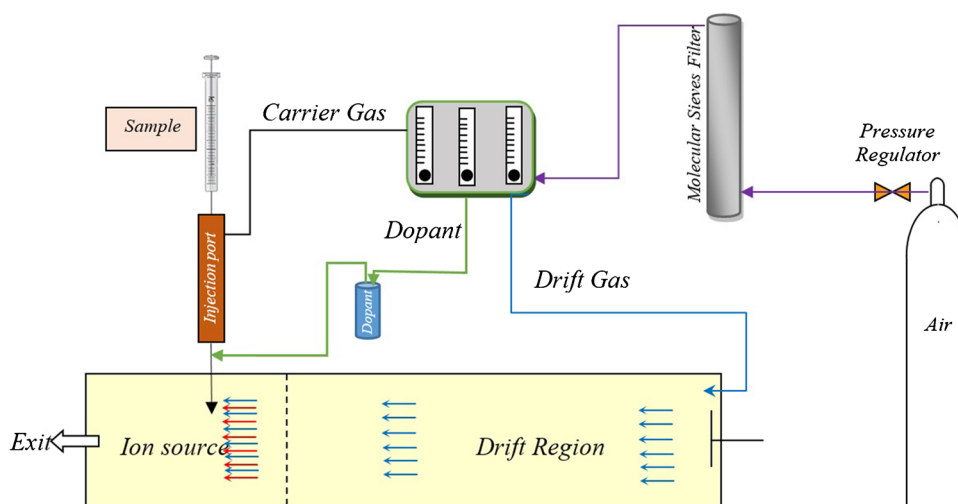 Sample
Carrier Gas
Molecular Sieves Filter
Pressure
Regulator
Injection port
Dopant
Drift Gas
Dopant
Air
Exit
Ion source
Drift Region